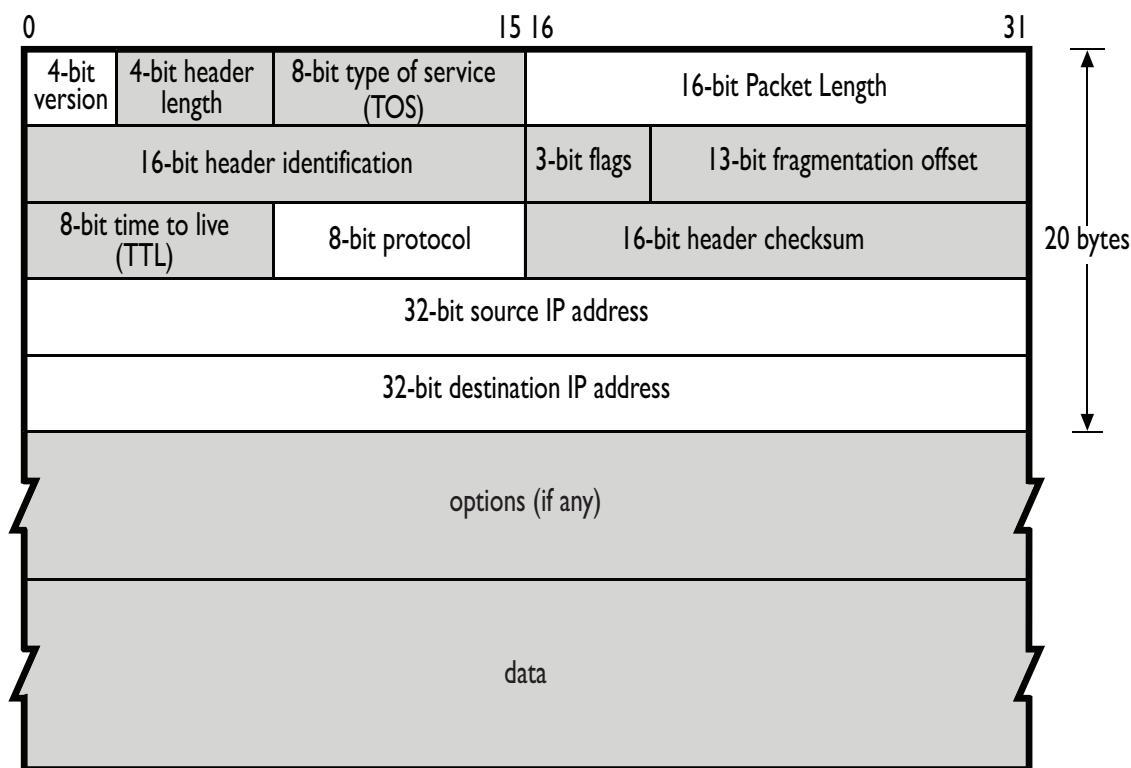 0 15 16 31
4-bit version
4-bit header length
8-bit type of service (TOS)
16-bit Packet Length
16-bit header identification
3-bit flags
13-bit fragmentation offset
8-bit time to live (TTL)
8-bit protocol
16-bit header checksum
20 bytes
32-bit source IP address
32-bit destination IP address
options (if any)
data